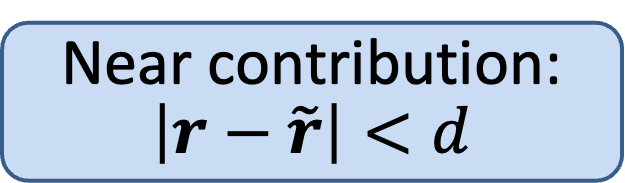 Near contribution:
|𝒓 − 𝒓̃| < 𝑑